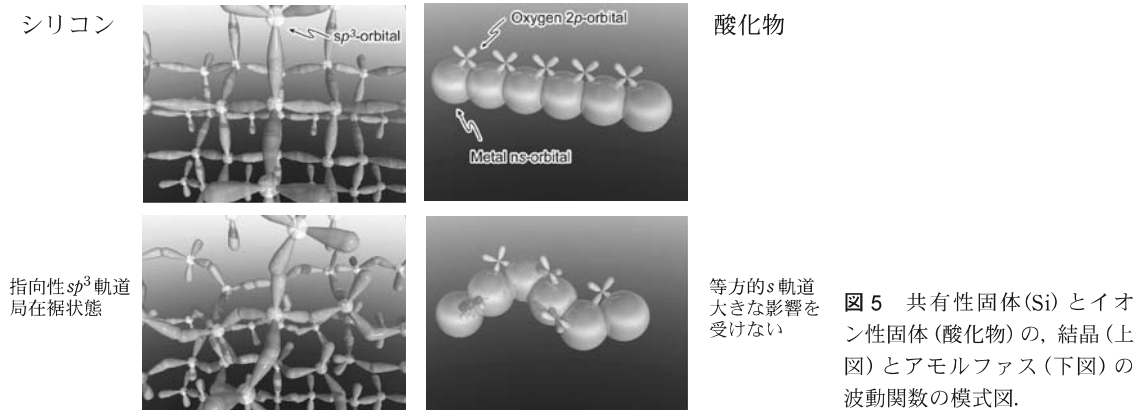 シリコン
sp³-orbital
Oxygen 2p-orbital
Metal ns-orbital
酸化物
指向性sp³軌道
局在裾状態
等方的s軌道
大きな影響を
受けない
図5 共有性固体(Si)とイオ
ン性固体(酸化物)の, 結晶(上
図)とアモルファス(下図)の
波動関数の模式図.